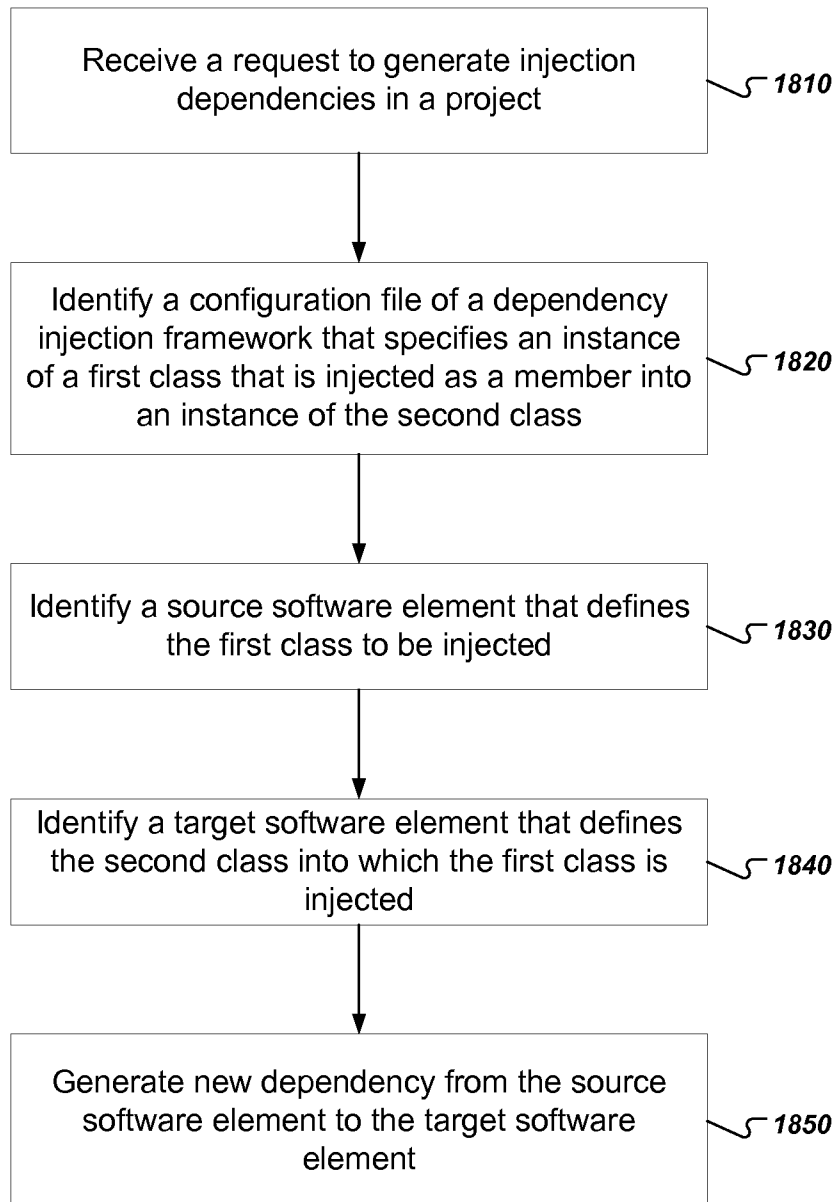 Receive a request to generate injection
dependencies in a project
1810
Identify a configuration file of a dependency
injection framework that specifies an instance
of a first class that is injected as a member into
an instance of the second class
1820
Identify a source software element that defines
the first class to be injected
1830
Identify a target software element that defines
the second class into which the first class is
injected
1840
Generate new dependency from the source
software element to the target software
element
1850